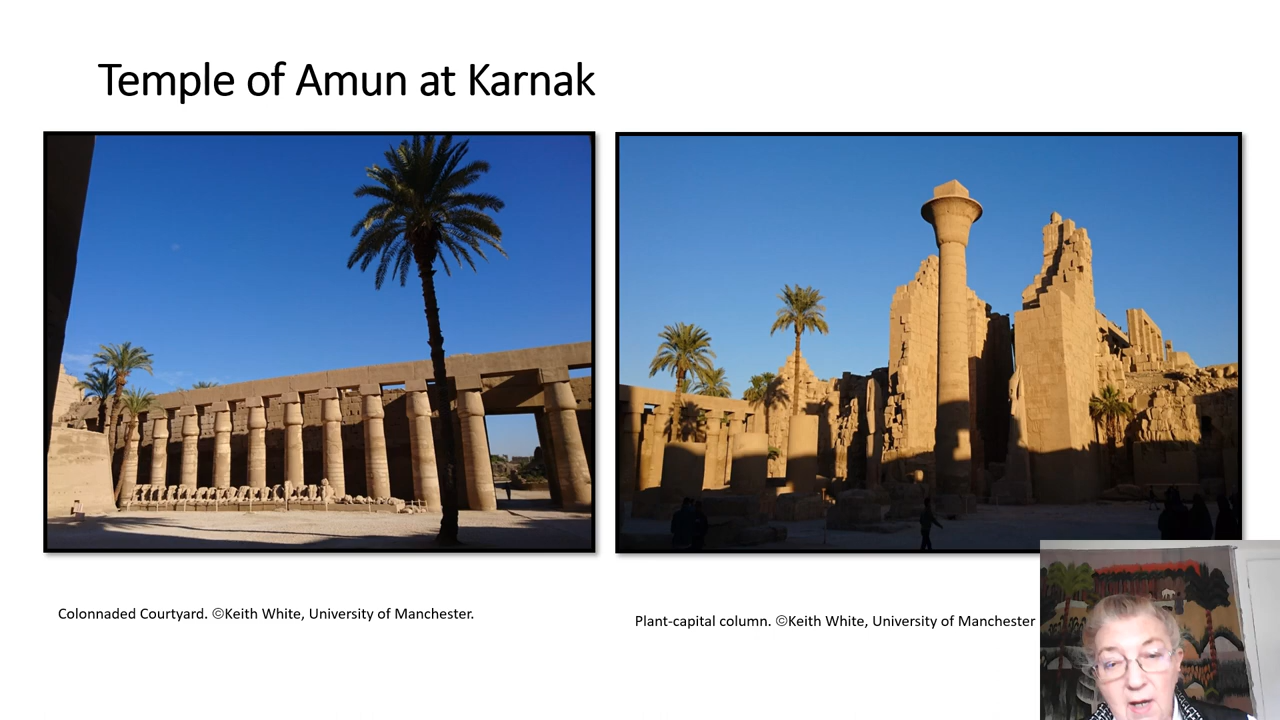 Temple of Amun at Karnak
Colonnaded Courtyard. ©Keith White, University of Manchester.
Plant-capital column. ©Keith White, University of Manchester